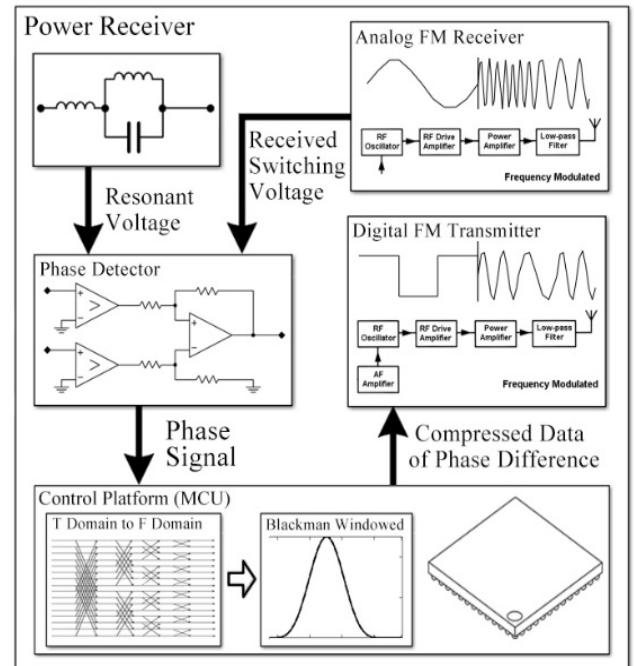 Power Receiver
Analog FM Receiver
RF
Oscillator
RF Drive
Amplifier
Power
Amplifier
Low-pass
Filter
Frequency Modulated
Received
Switching
Voltage
Resonant
Voltage
Digital FM Transmitter
RF
Oscillator
RF Drive
Amplifier
Power
Amplifier
Low-pass
Filter
AF
Amplifier
Frequency Modulated
Phase Detector
+
-
>
+
-
+
-
>
Phase
Signal
Compressed Data
of Phase Difference
Control Platform (MCU)
T Domain to F Domain
Blackman Windowed